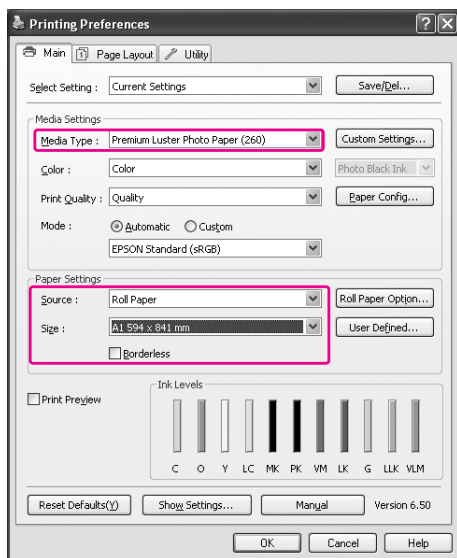 Printing Preferences
Main Page Layout Utility
Select Setting : Current Settings Save/Del...
Media Settings
Media Type : Premium Luster Photo Paper (260) Custom Settings...
Color : Color Photo Black Ink
Print Quality : Quality Paper Config...
Mode : Automatic Custom
EPSON Standard (sRGB)
Paper Settings
Source : Roll Paper Roll Paper Option...
Size : A1 594 x 841 mm User Defined...
Borderless
Print Preview Ink Levels
C O Y LC MK PK VM LK G LLK VLM
Reset Defaults(Y) Show Settings... Manual Version 6.50
OK Cancel Help